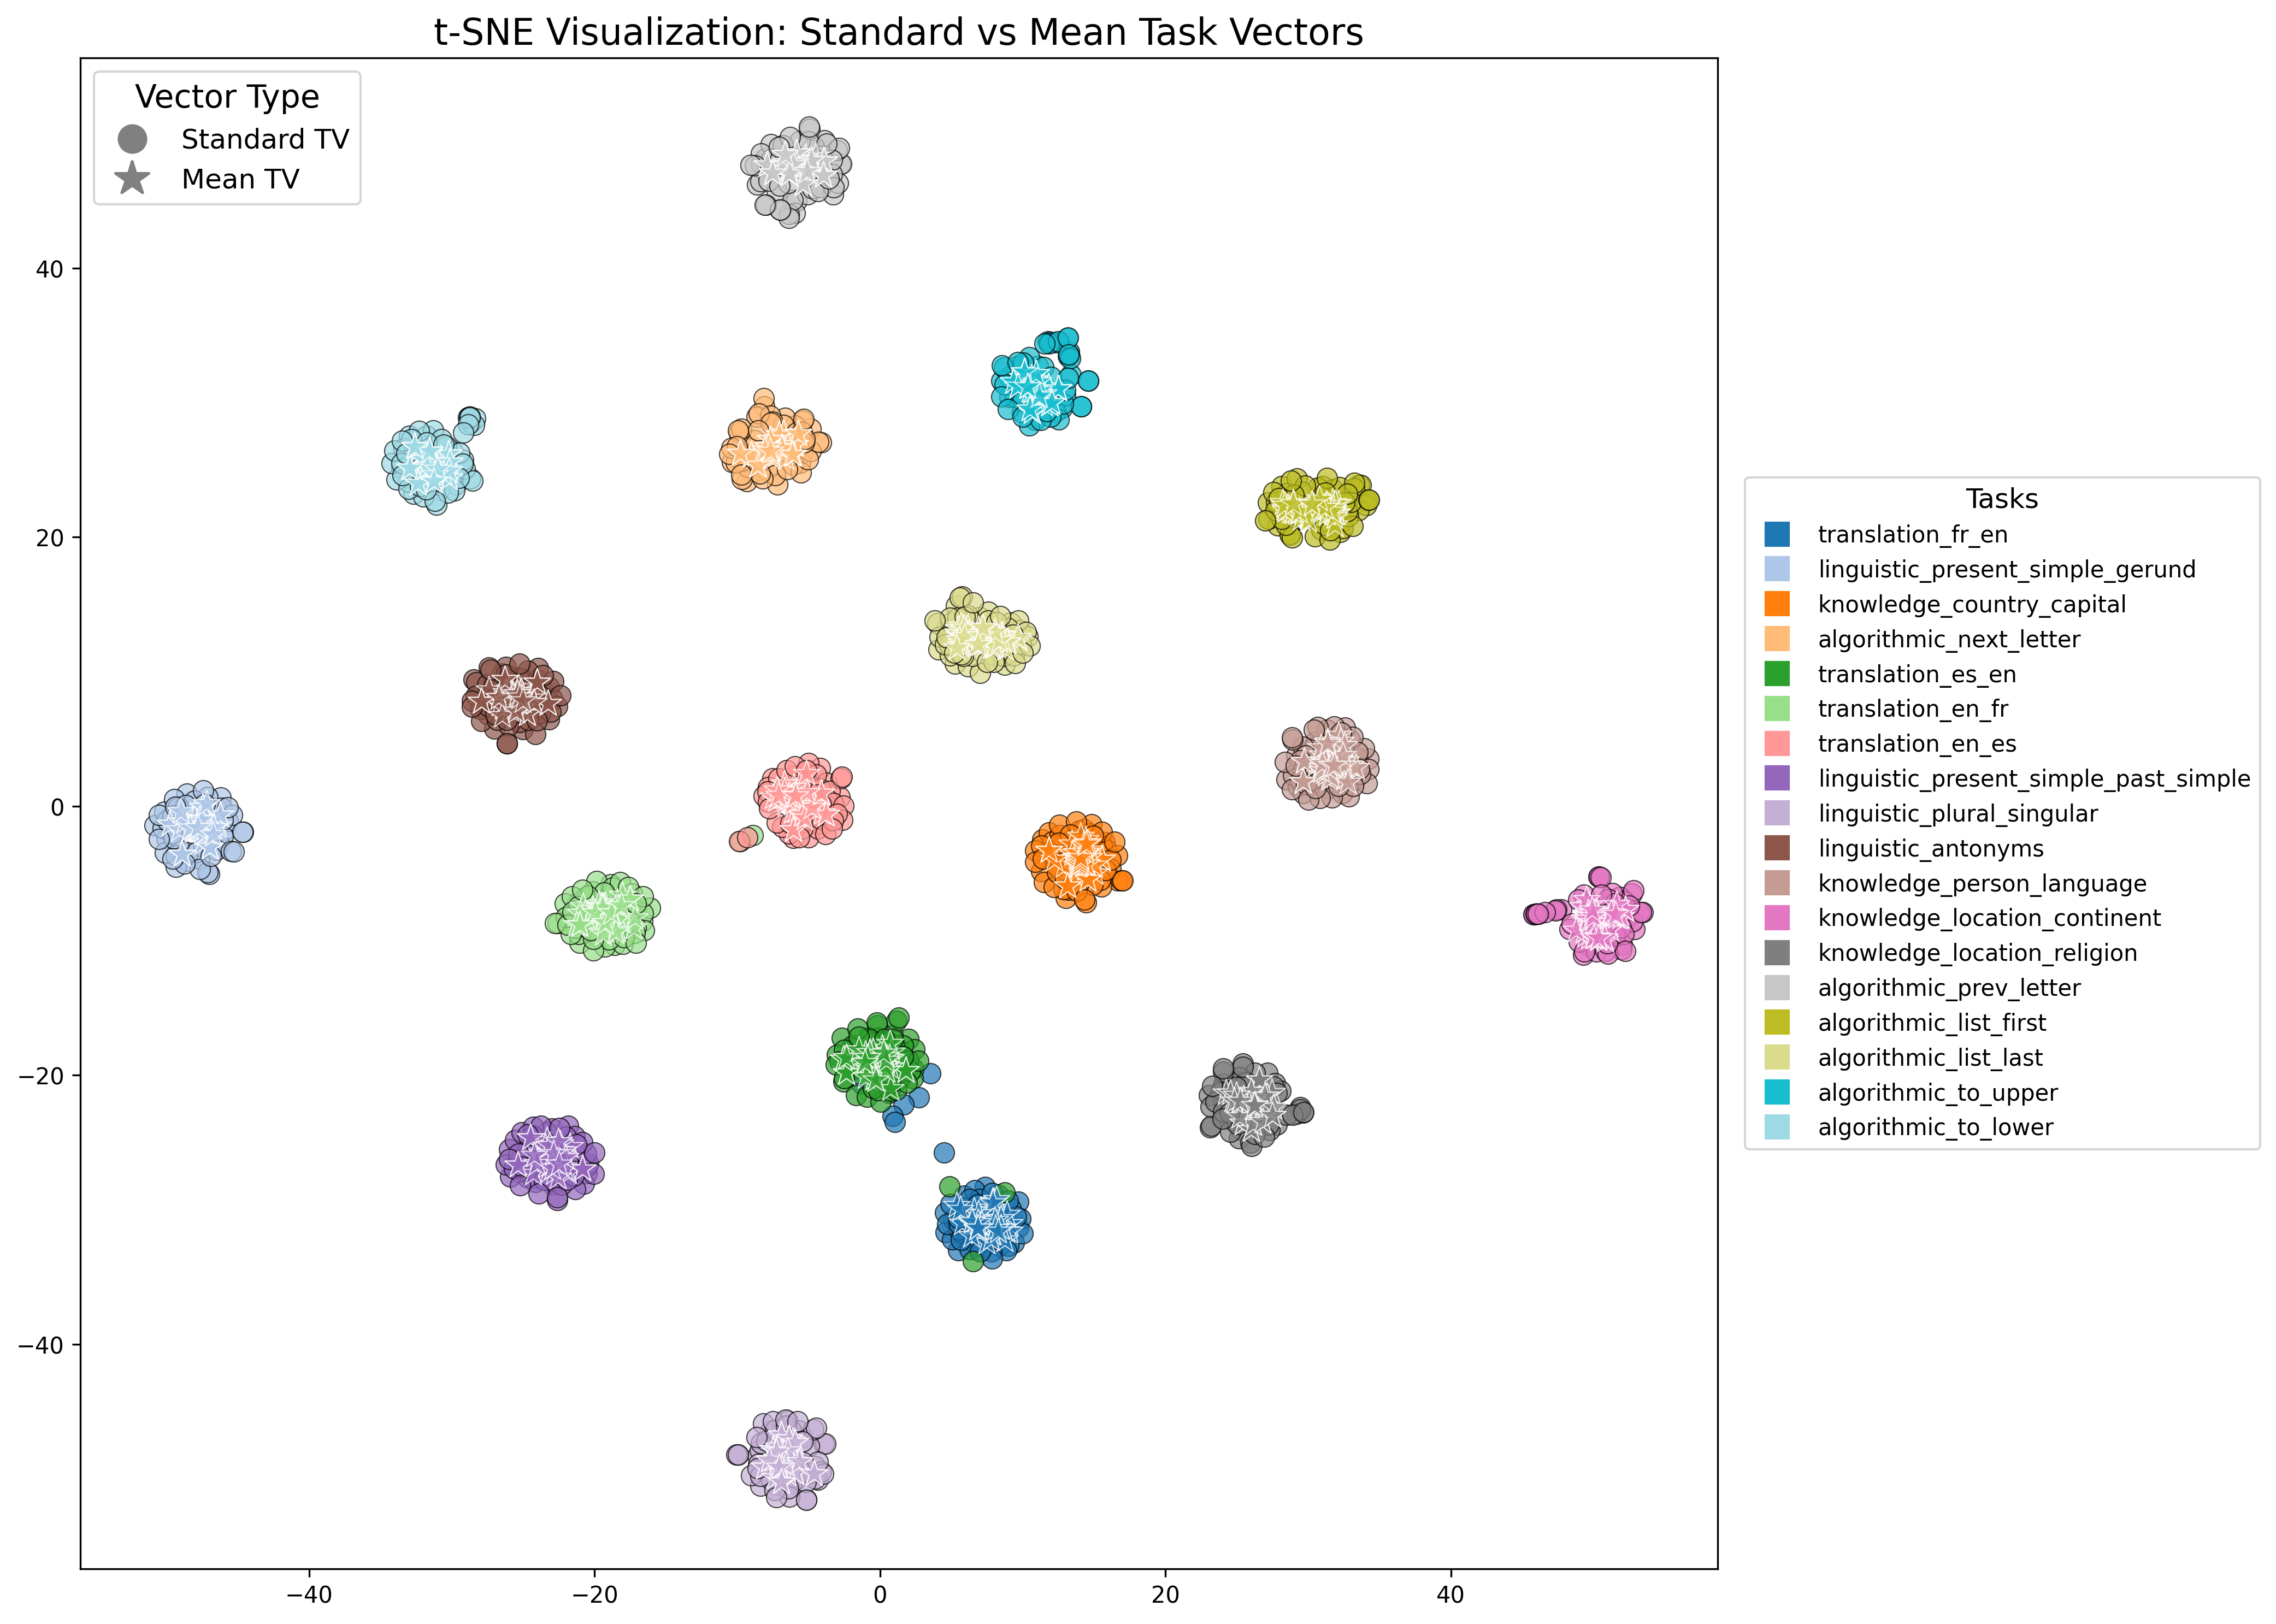 t-SNE Visualization: Standard vs Mean Task Vectors
Vector Type
Standard TV
Mean TV
40
20
0
−20
−40
−40
−20
0
20
40
Tasks
translation_fr_en
linguistic_present_simple_gerund
knowledge_country_capital
algorithmic_next_letter
translation_es_en
translation_en_fr
translation_en_es
linguistic_present_simple_past_simple
linguistic_plural_singular
linguistic_antonyms
knowledge_person_language
knowledge_location_continent
knowledge_location_religion
algorithmic_prev_letter
algorithmic_list_first
algorithmic_list_last
algorithmic_to_upper
algorithmic_to_lower